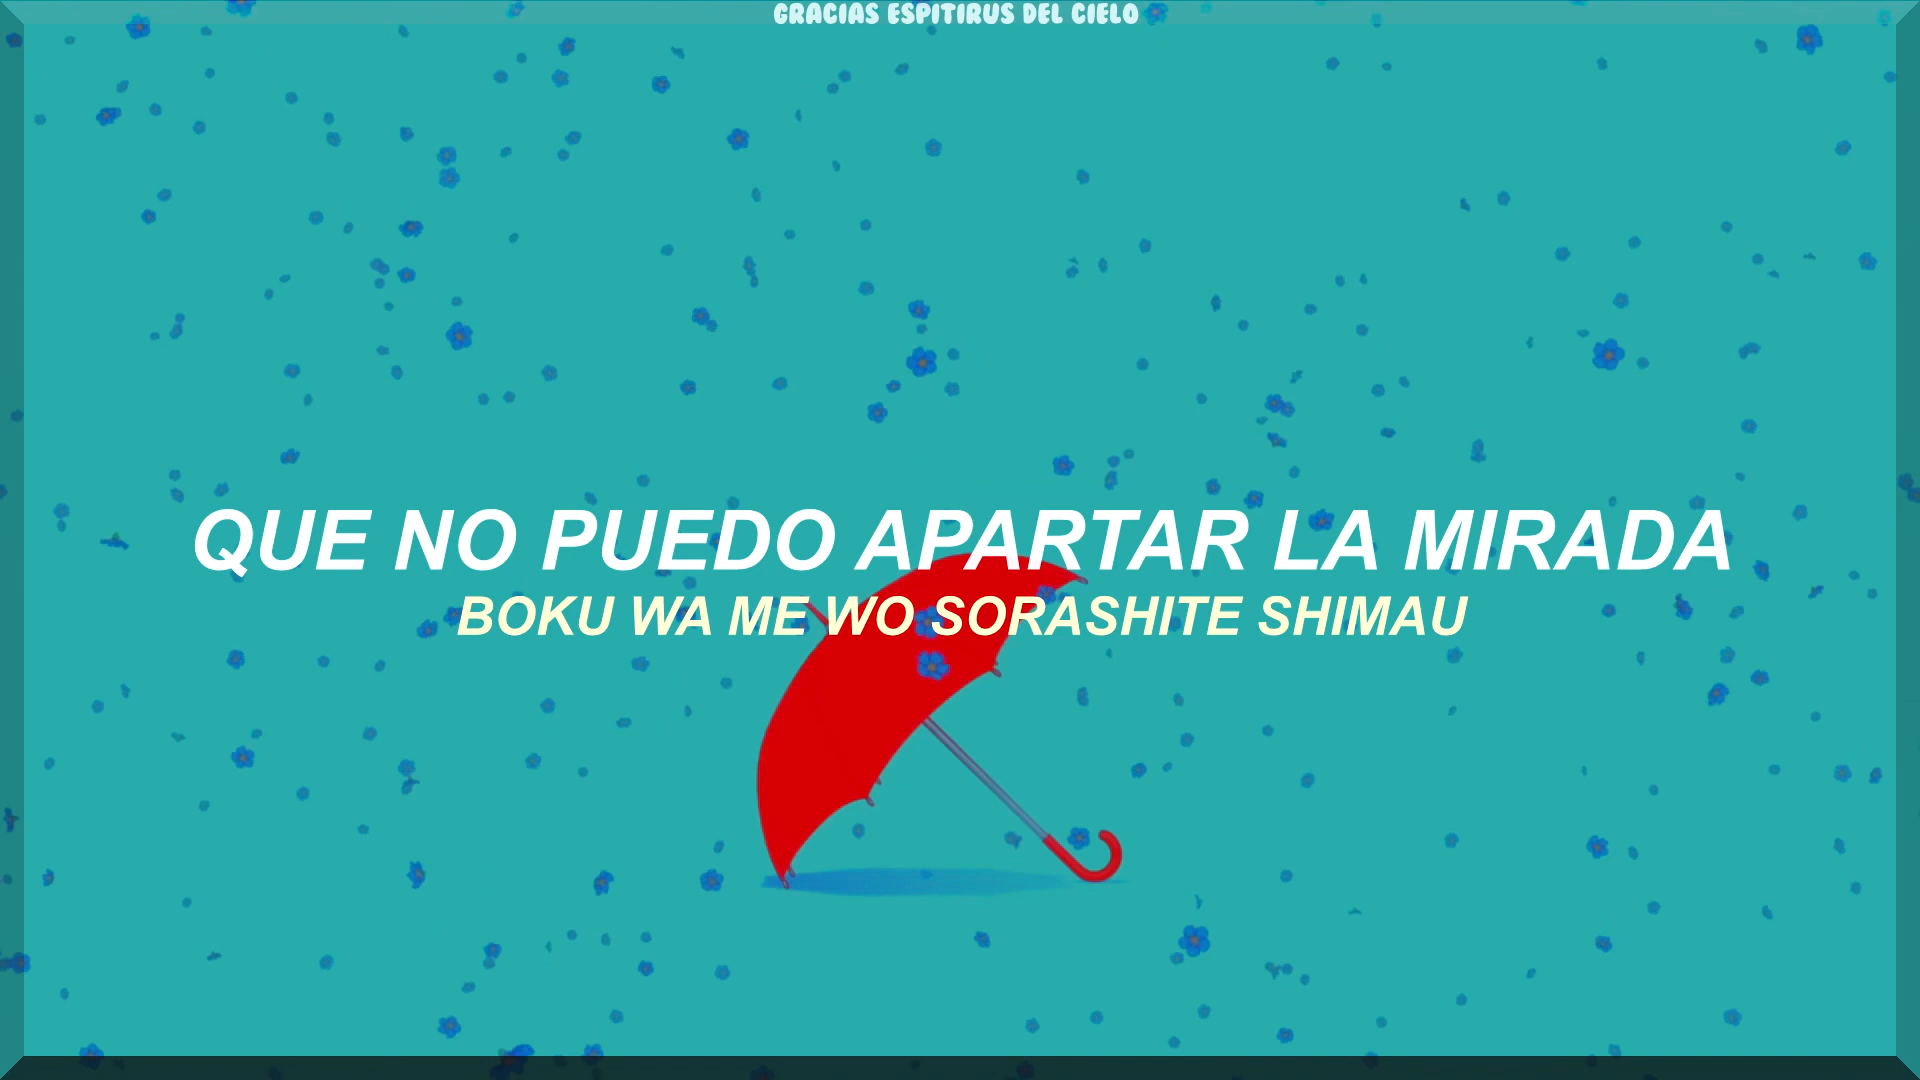 GRACIAS ESPITIRUS DEL CIELO
QUE NO PUEDO APARTAR LA MIRADA
BOKU WA ME WO SORASHITE SHIMAU